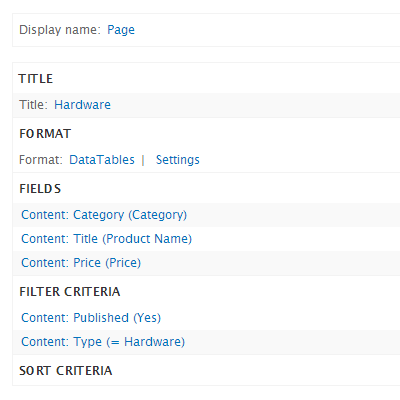 Display name: Page
TITLE
Title: Hardware
FORMAT
Format: DataTables | Settings
FIELDS
Content: Category (Category)
Content: Title (Product Name)
Content: Price (Price)
FILTER CRITERIA
Content: Published (Yes)
Content: Type (= Hardware)
SORT CRITERIA